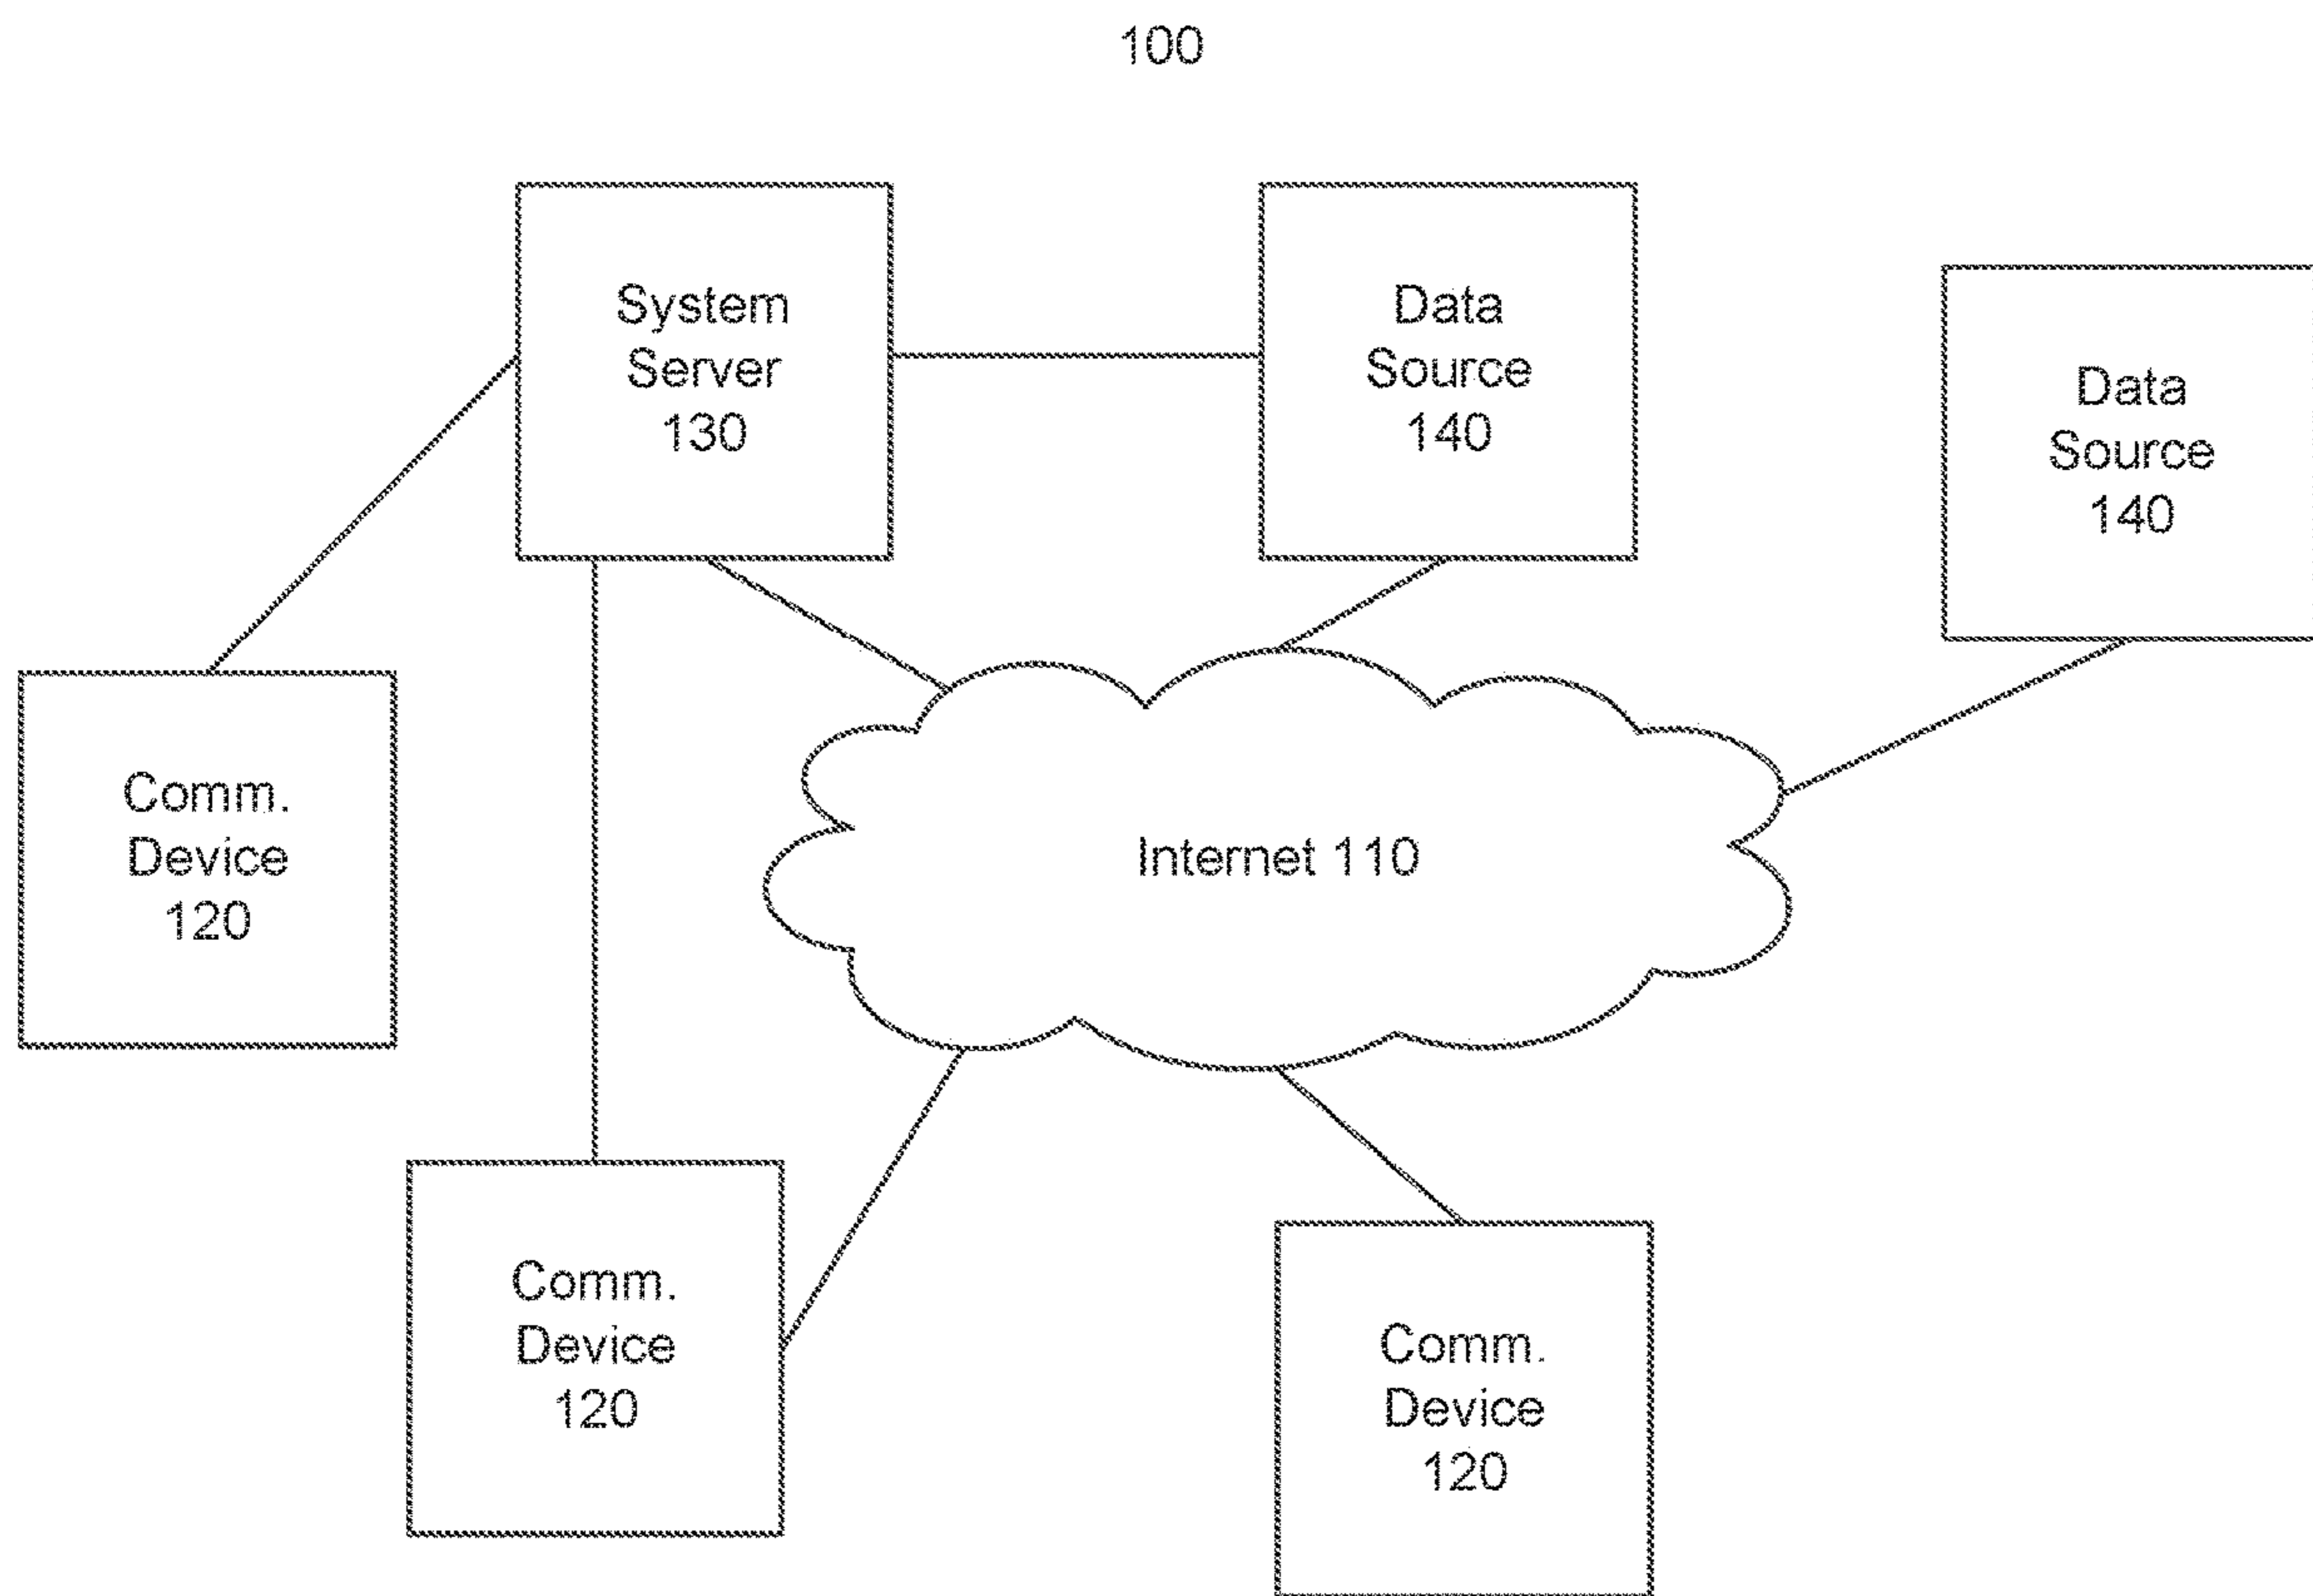 100
System
Server
130
Data
Source
140
Data
Source
140
Comm.
Device
120
Internet 110
Comm.
Device
120
Comm.
Device
120